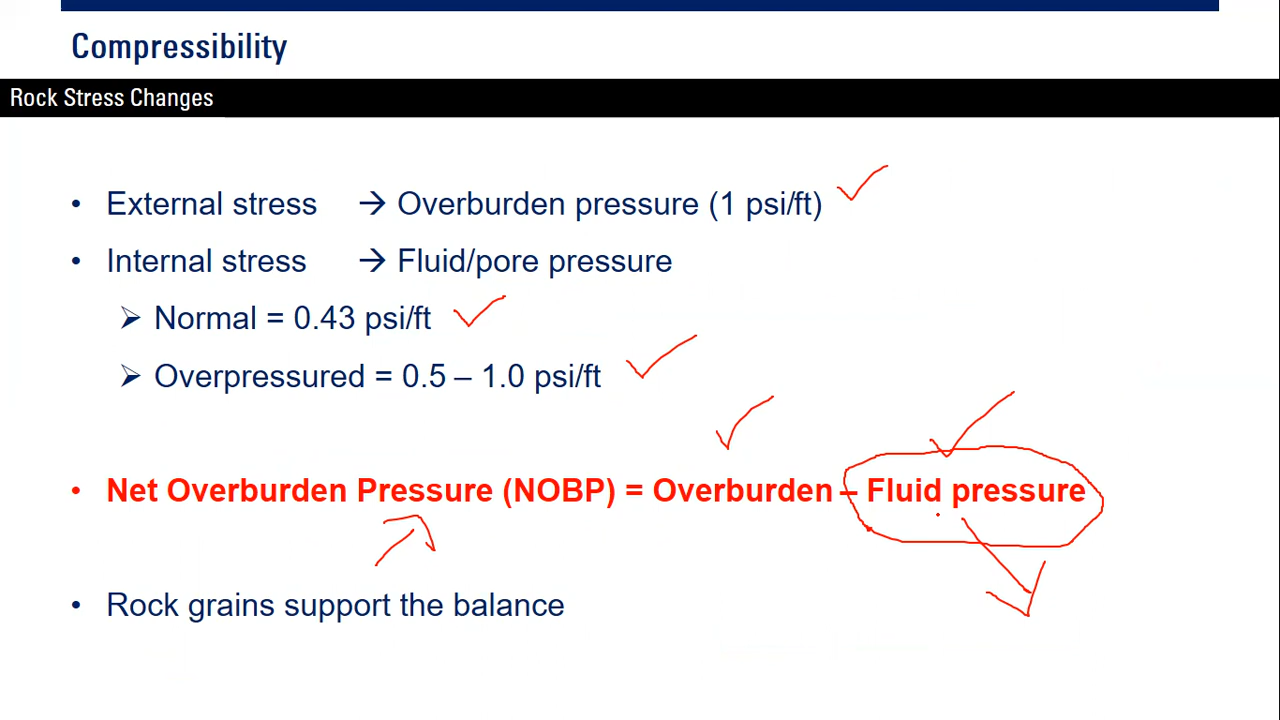 Compressibility
Rock Stress Changes
• External stress → Overburden pressure (1 psi/ft)
• Internal stress → Fluid/pore pressure
➢ Normal = 0.43 psi/ft
➢ Overpressured = 0.5 – 1.0 psi/ft
• Net Overburden Pressure (NOBP) = Overburden – Fluid pressure
• Rock grains support the balance